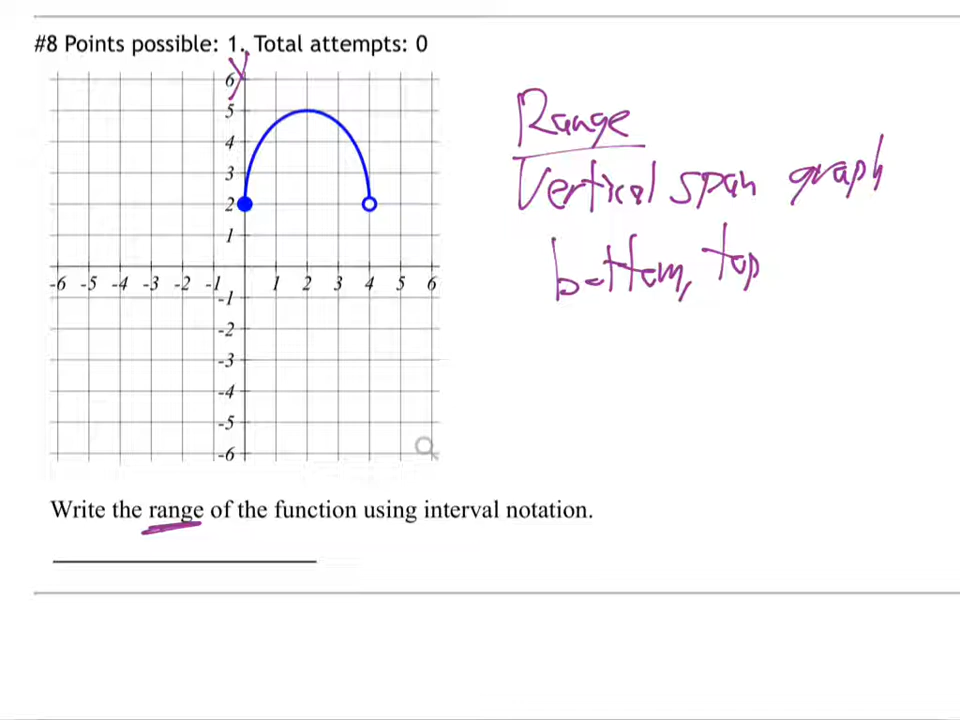 #8 Points possible: 1. Total attempts: 0
y
6
5
4
3
2
1
-6 -5 -4 -3 -2 -1 1 2 3 4 5 6
-1
-2
-3
-4
-5
-6
Range
Vertical span graph
bottom, top
Write the range of the function using interval notation.